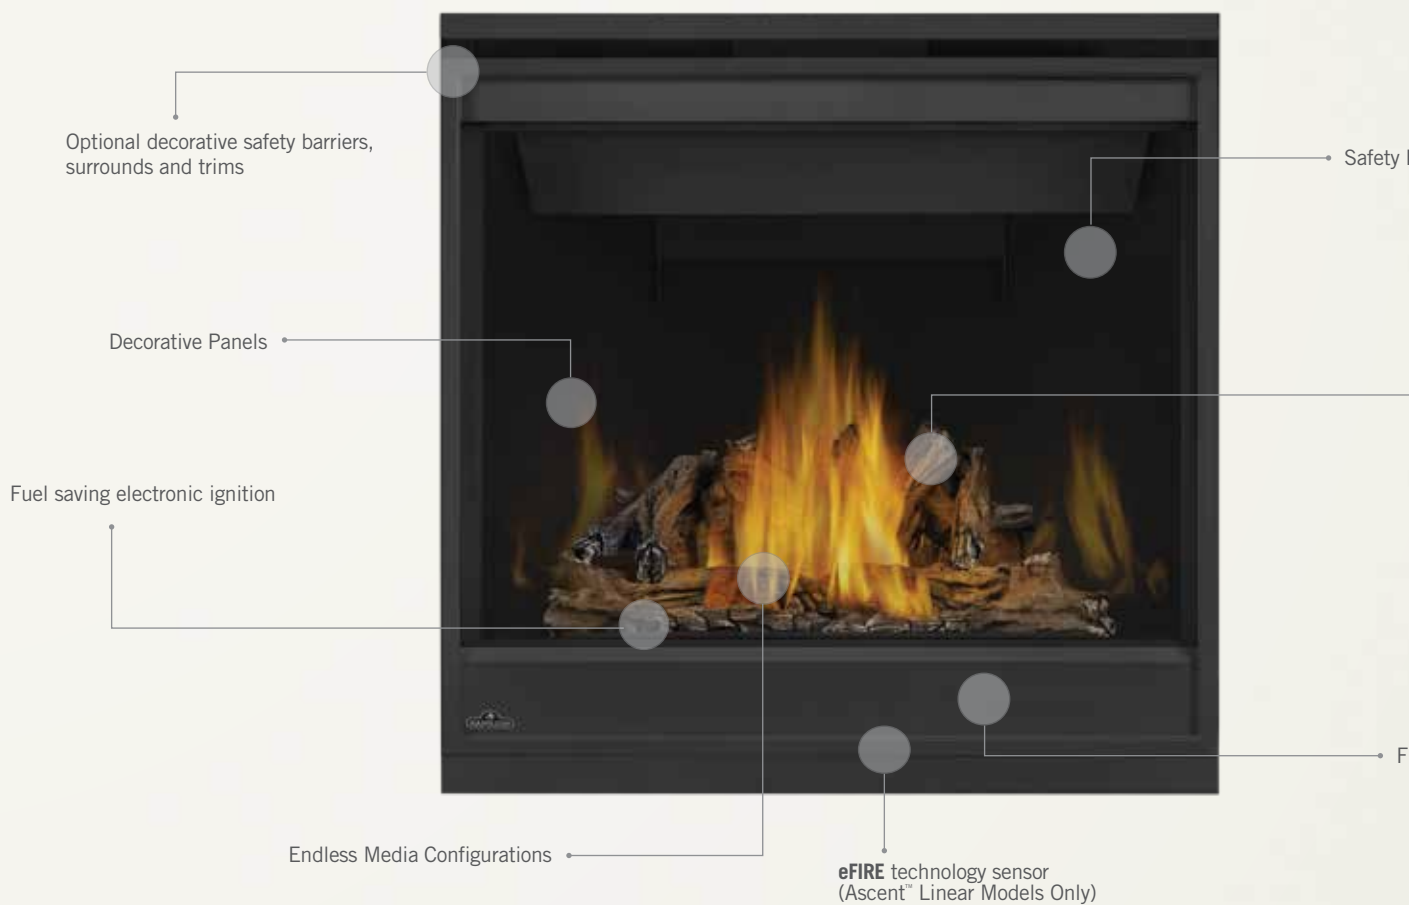 Optional decorative safety barriers,
surrounds and trims
Safety
Decorative Panels
Fuel saving electronic ignition
F
Endless Media Configurations
eFIRE technology sensor
(Ascent™ Linear Models Only)